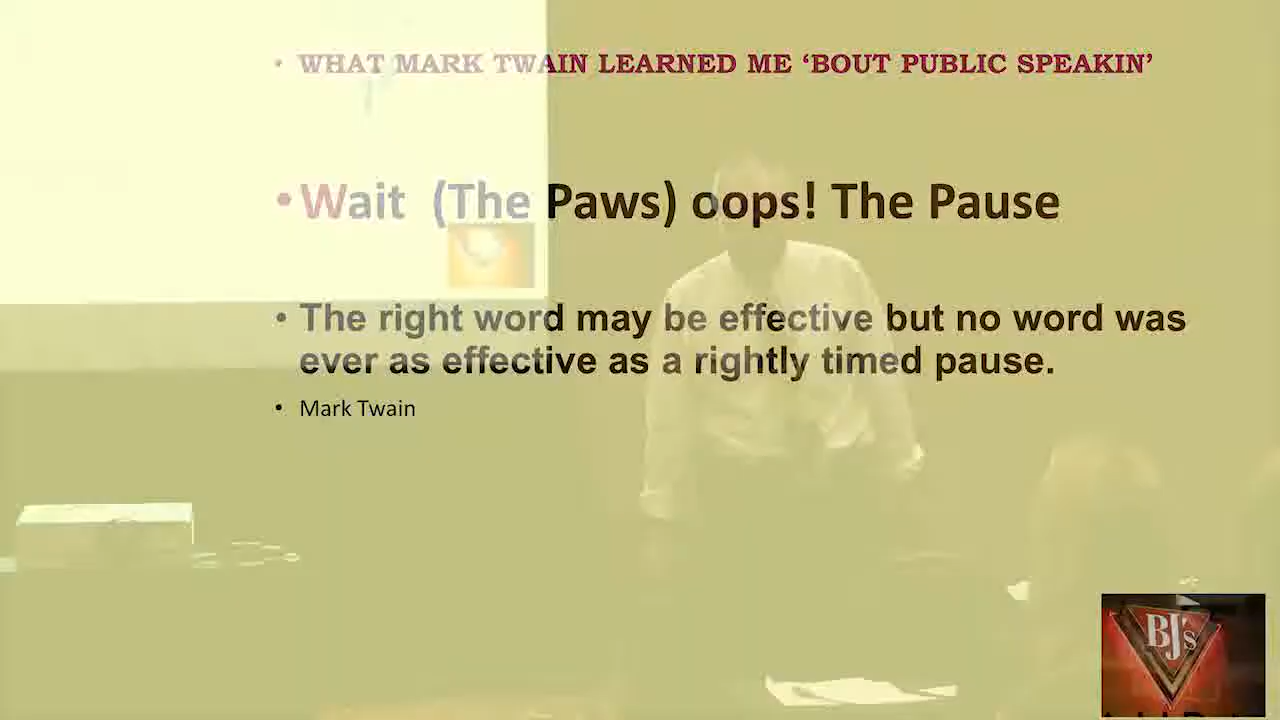 • WHAT MARK TWAIN LEARNED ME ‘BOUT PUBLIC SPEAKIN’
• Wait (The Paws) oops! The Pause
• The right word may be effective but no word was
ever as effective as a rightly timed pause.
• Mark Twain
BJ's